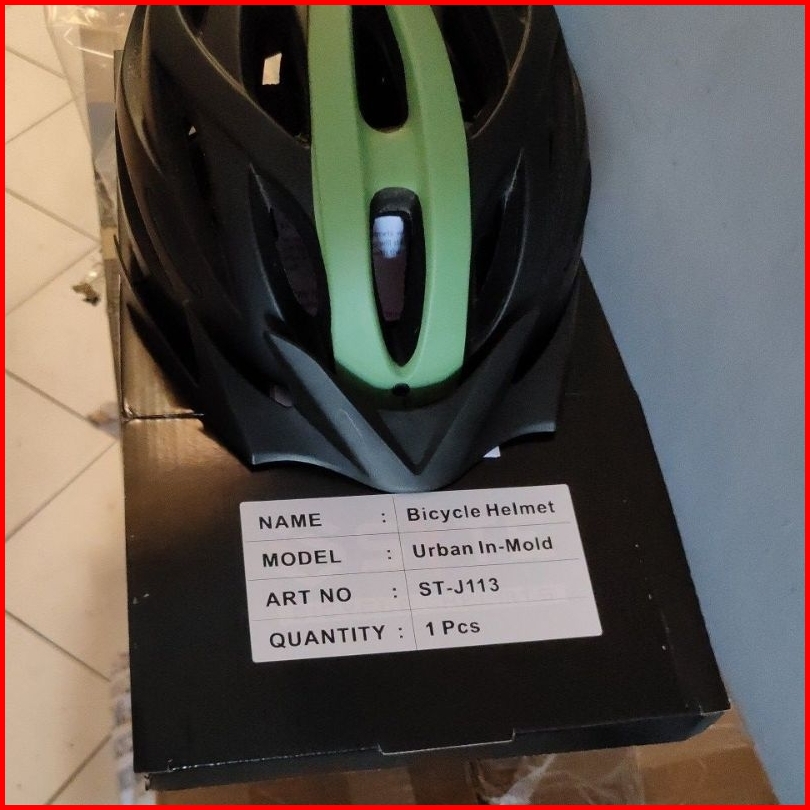 NAME : Bicycle Helmet
MODEL : Urban In-Mold
ART NO : ST-J113
QUANTITY : 1 Pcs